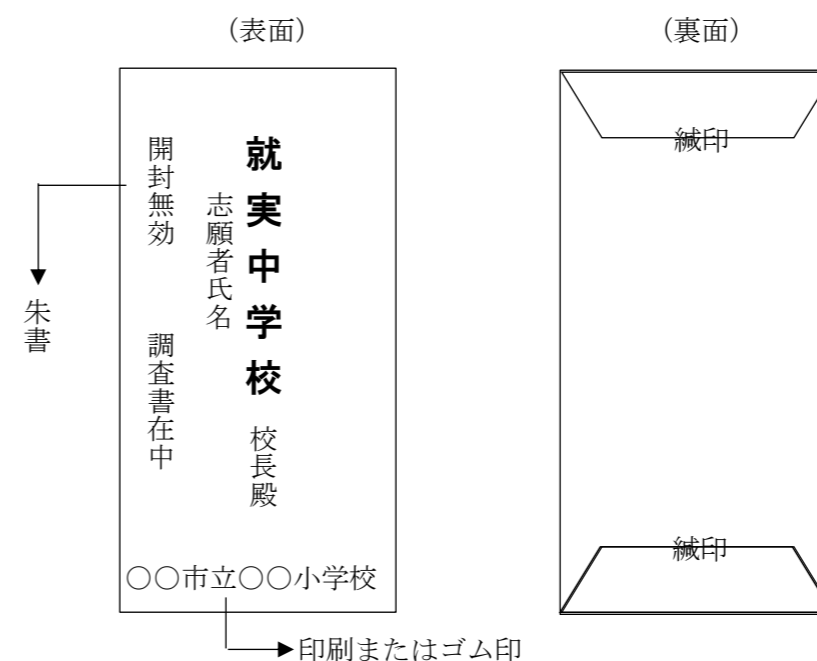 (表面)
就実中学校 校長殿
志願者氏名
開封無効 調査書在中
朱書
○○市立○○小学校
印刷またはゴム印
(裏面)
緘印
緘印